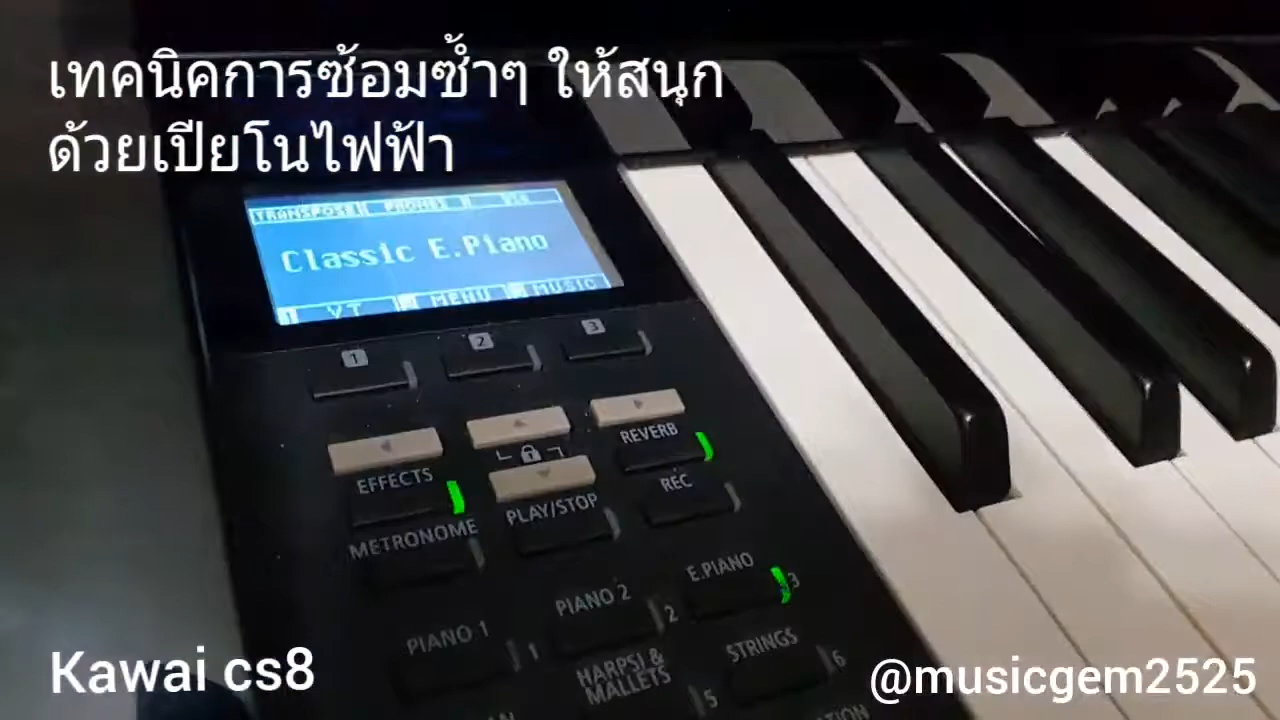 เทคนิคการซ้อมซ้ำๆ ให้สนุก
ด้วยเปียโนไฟฟ้า
TRANSPOSE PHONES
Classic E.Piano
1 VT 2 MENU 3 MUSIC
1 2 3
EFFECTS
REVERB
METRONOME
PLAY/STOP
REC
PIANO 1 1
PIANO 2 2
E.PIANO 3
HARPSI & MALLETS 5
STRINGS 6
Kawai cs8
@musicgem2525